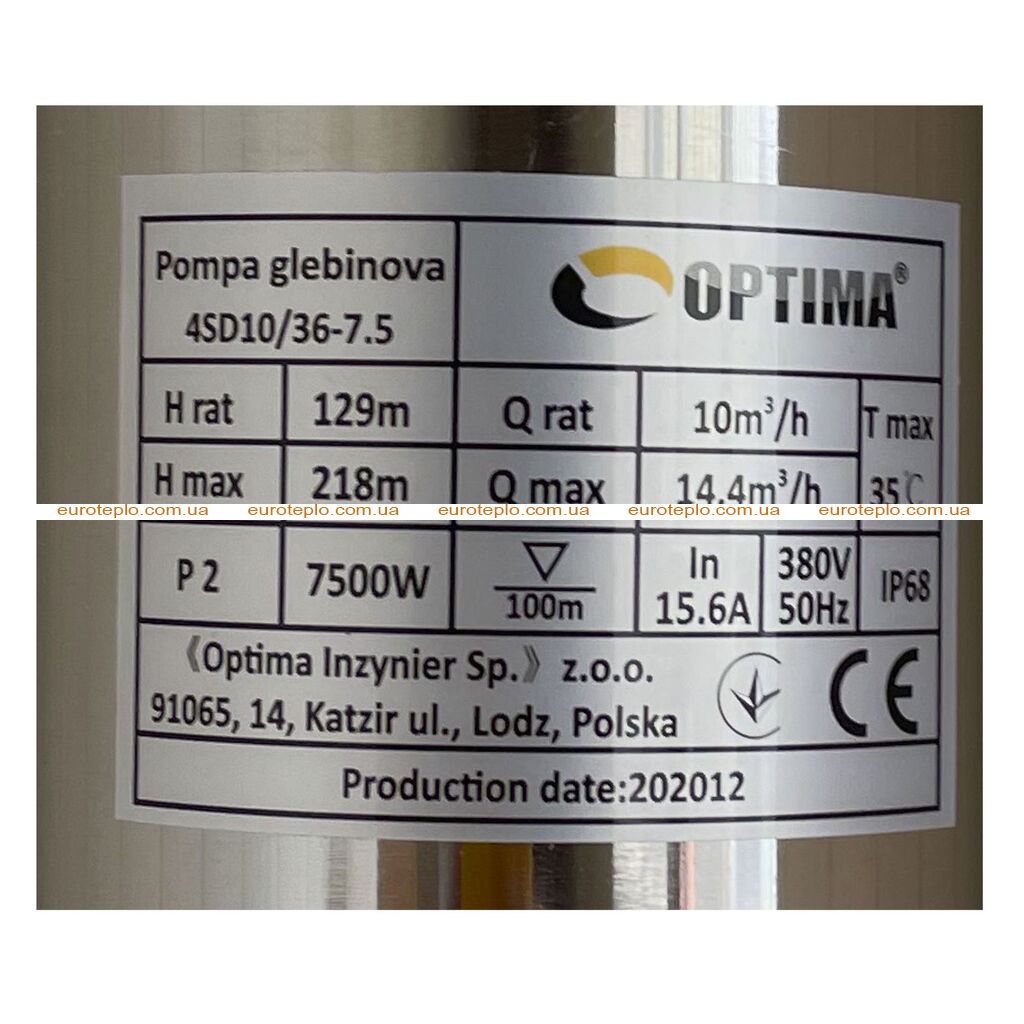 Pompa glebinova
4SD10/36-7.5
OPTIMA®
H rat 129m Q rat 10m³/h T max
H max 218m Q max 14.4m³/h 35℃
euroteplo.com.ua euroteplo.com.ua euroteplo.com.ua euroteplo.com.ua euroteplo.com.ua
P 2 7500W 100m In 15.6A 380V 50Hz IP68
《Optima Inzynier Sp.》 z.o.o.
91065, 14, Katzir ul., Lodz, Polska
CE
Production date:202012